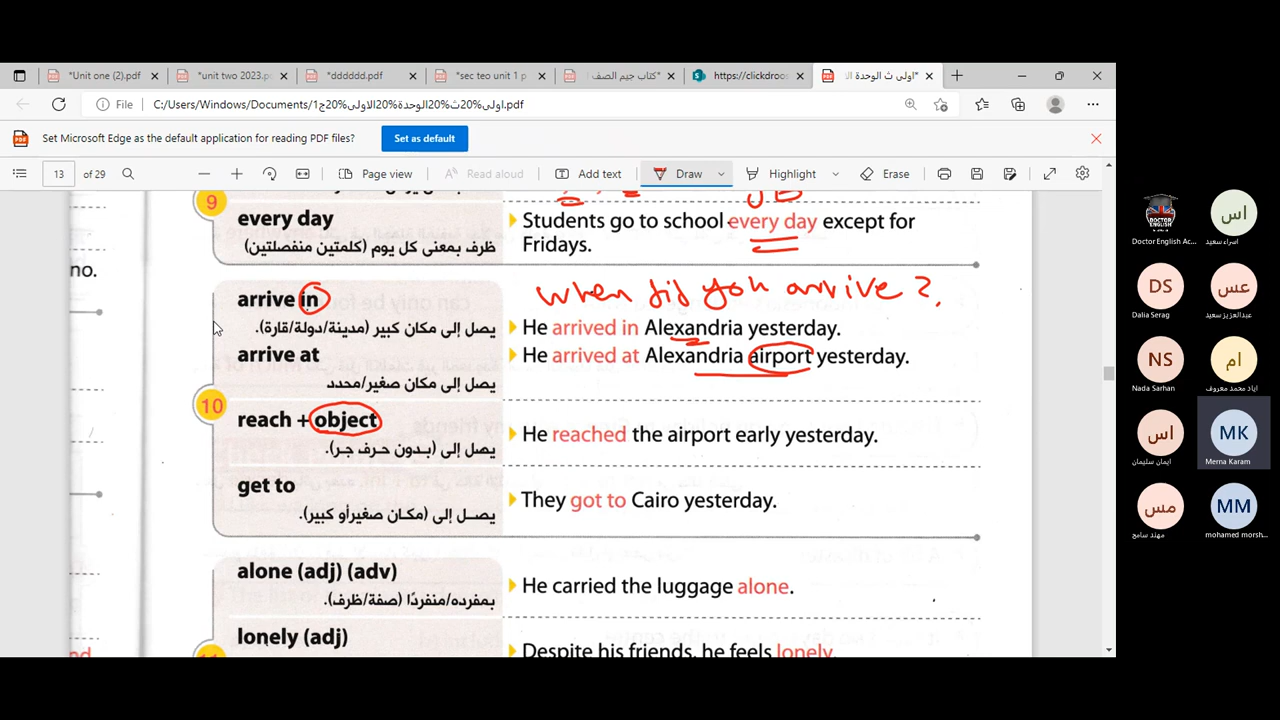 *Unit one (2).pdf
*unit two 2023.pd
*dddddd.pdf
*sec teo unit 1 p
*كتاب جيم الصف
https://clickdroo
*اولى ث الوحدة الا
File
C:/Users/Windows/Documents/1اولى%20ث%20الوحدة%20الاولى%20ج.pdf
Set Microsoft Edge as the default application for reading PDF files?
Set as default
13
of 29
Page view
Read aloud
Add text
Draw
Highlight
Erase
9
every day
ظرف بمعنى كل يوم (كلمتين منفصلتين)
Students go to school every day except for
Fridays.
no.
when did you arrive ?
arrive in
يصل إلى مكان كبير (مدينة/دولة/قارة).
He arrived in Alexandria yesterday.
arrive at
يصل إلى مكان صغير/محدد
He arrived at Alexandria airport yesterday.
10
reach + object
يصل إلى (بدون حرف جر).
He reached the airport early yesterday.
get to
يصل إلى (مكان صغير أو كبير).
They got to Cairo yesterday.
alone (adj) (adv)
بمفرده/منفردًا (صفة/ظرف).
He carried the luggage alone.
lonely (adj)
Despite his friends, he feels lonely.
Doctor English Ac...
اس
اسراء سعيد
DS
Dalia Serag
عس
عبدالعزيز سعيد
NS
Nada Sarhan
ام
اياد محمد معروف
اس
ايمان سليمان
MK
Merna Karam
مس
مهند سامح
MM
mohamed morsh...